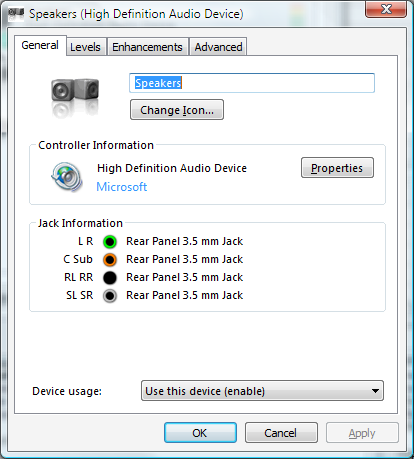 Speakers (High Definition Audio Device)
General Levels Enhancements Advanced
Speakers
Change Icon...
Controller Information
High Definition Audio Device
Properties
Microsoft
Jack Information
L R Rear Panel 3.5 mm Jack
C Sub Rear Panel 3.5 mm Jack
RL RR Rear Panel 3.5 mm Jack
SL SR Rear Panel 3.5 mm Jack
Device usage: Use this device (enable)
OK Cancel Apply